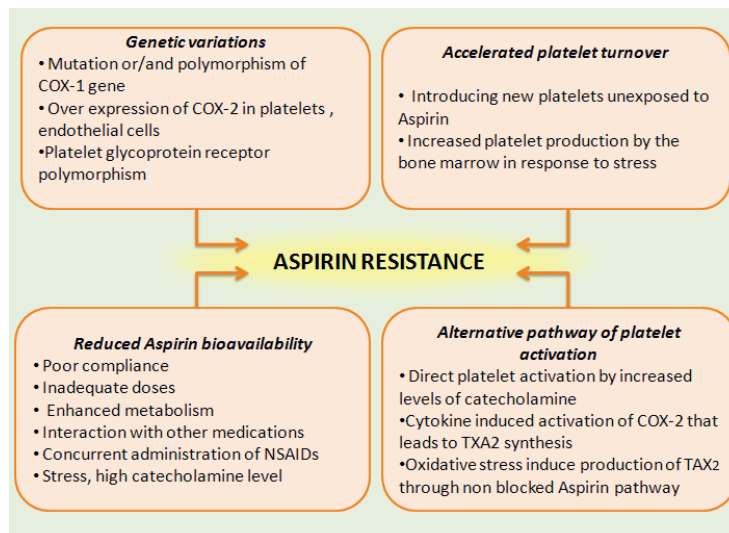 Genetic variations
• Mutation or/and polymorphism of
COX-1 gene
• Over expression of COX-2 in platelets ,
endothelial cells
•Platelet glycoprotein receptor
polymorphism
Accelerated platelet turnover
• Introducing new platelets unexposed to
Aspirin
• Increased platelet production by the
bone marrow in response to stress
ASPIRIN RESISTANCE
Reduced Aspirin bioavailability
• Poor compliance
• Inadequate doses
• Enhanced metabolism
• Interaction with other medications
• Concurrent administration of NSAIDs
• Stress, high catecholamine level
Alternative pathway of platelet
activation
• Direct platelet activation by increased
levels of catecholamine
•Cytokine induced activation of COX-2 that
leads to TXA2 synthesis
•Oxidative stress induce production of TAX2
through non blocked Aspirin pathway